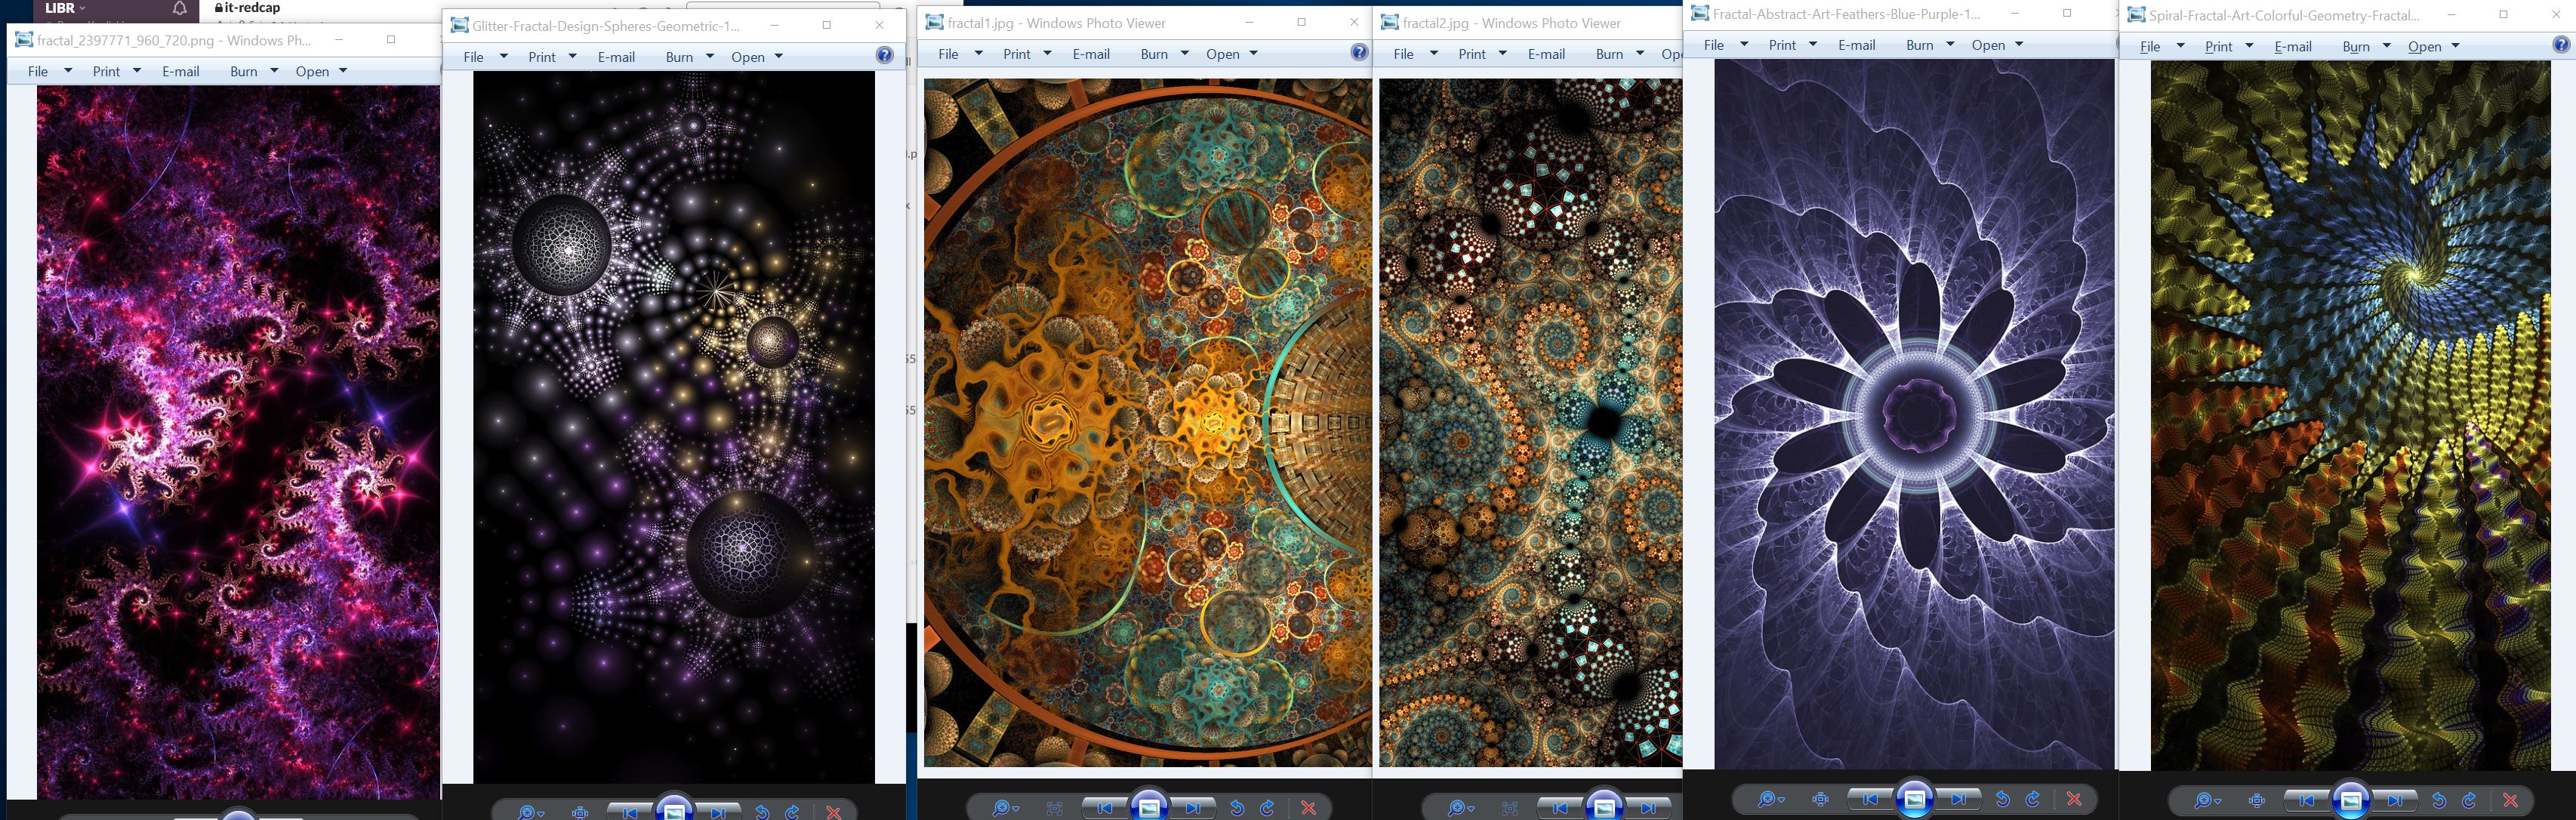 LIBR
it-redcap
fractal_2397771_960_720.png - Windows Ph...
File Print E-mail Burn Open
Glitter-Fractal-Design-Spheres-Geometric-1...
File Print E-mail Burn Open
fractal1.jpg - Windows Photo Viewer
File Print E-mail Burn Open
fractal2.jpg - Windows Photo Viewer
File Print E-mail Burn Op
Fractal-Abstract-Art-Feathers-Blue-Purple-1...
File Print E-mail Burn Open
Spiral-Fractal-Art-Colorful-Geometry-Fractal...
File Print E-mail Burn Open